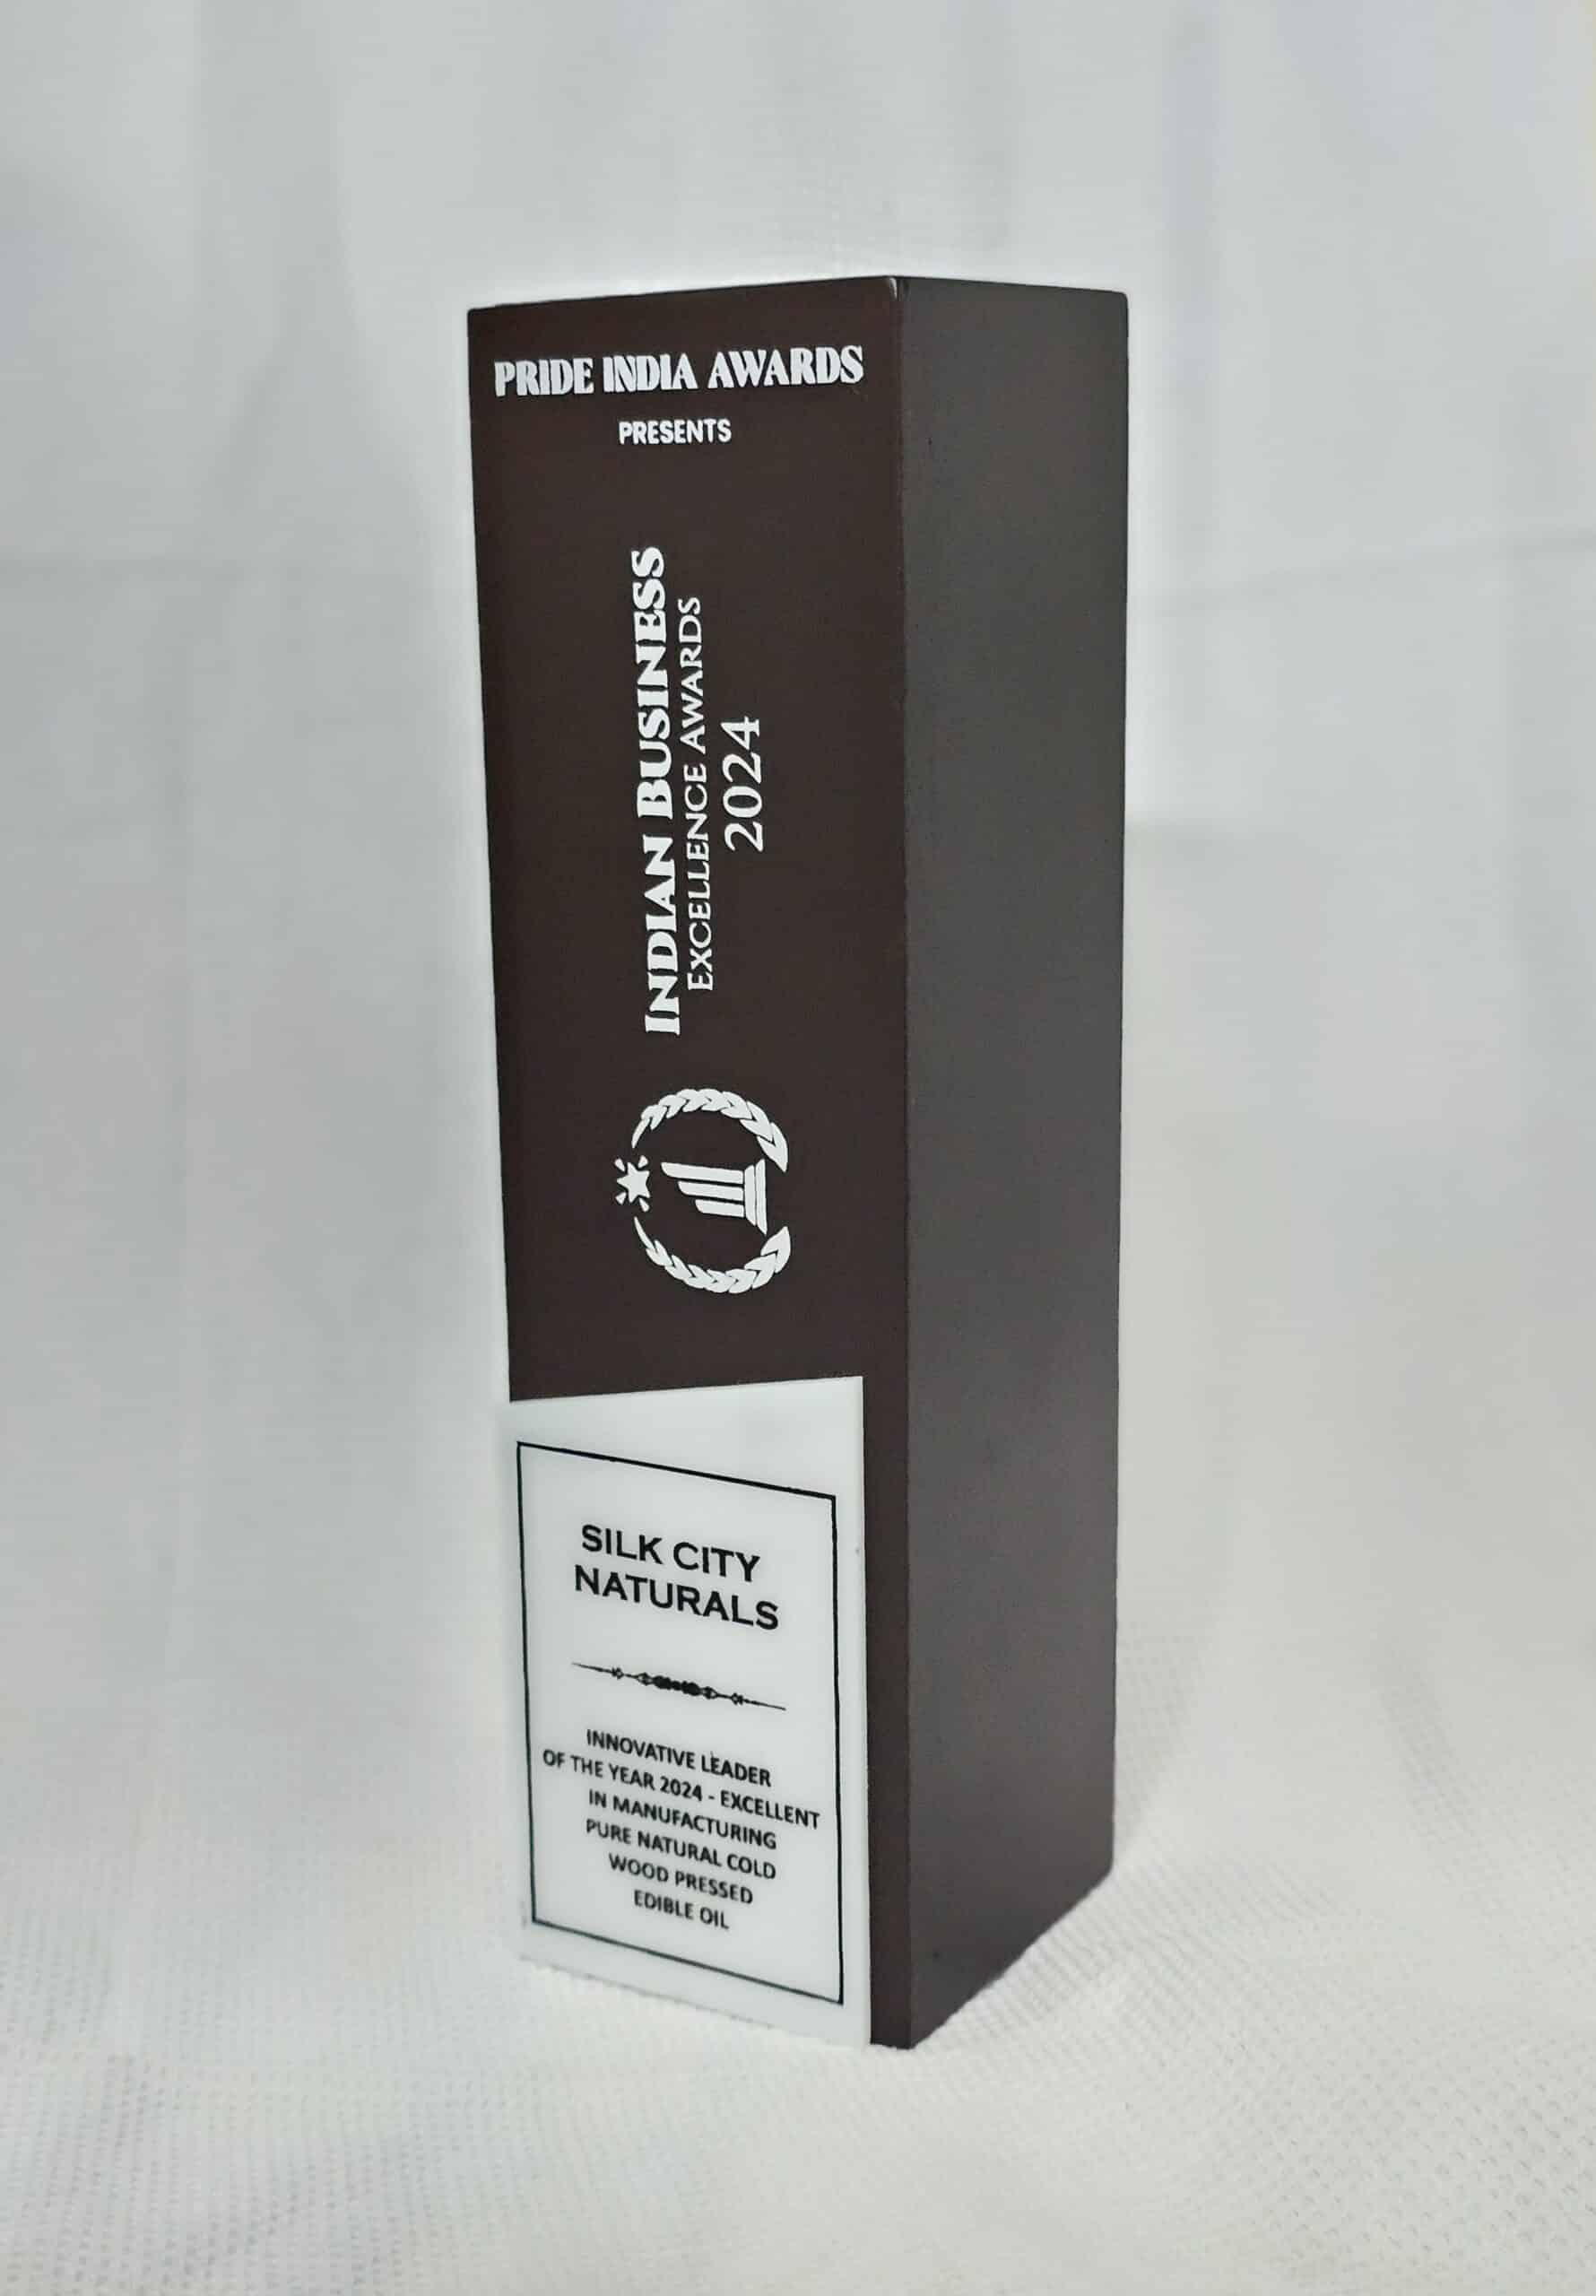 PRIDE INDIA AWARDS
PRESENTS
INDIAN BUSINESS
EXCELLENCE AWARDS
2024
SILK CITY
NATURALS
INNOVATIVE LEADER
OF THE YEAR 2024 - EXCELLENT
IN MANUFACTURING
PURE NATURAL COLD
WOOD PRESSED
EDIBLE OIL